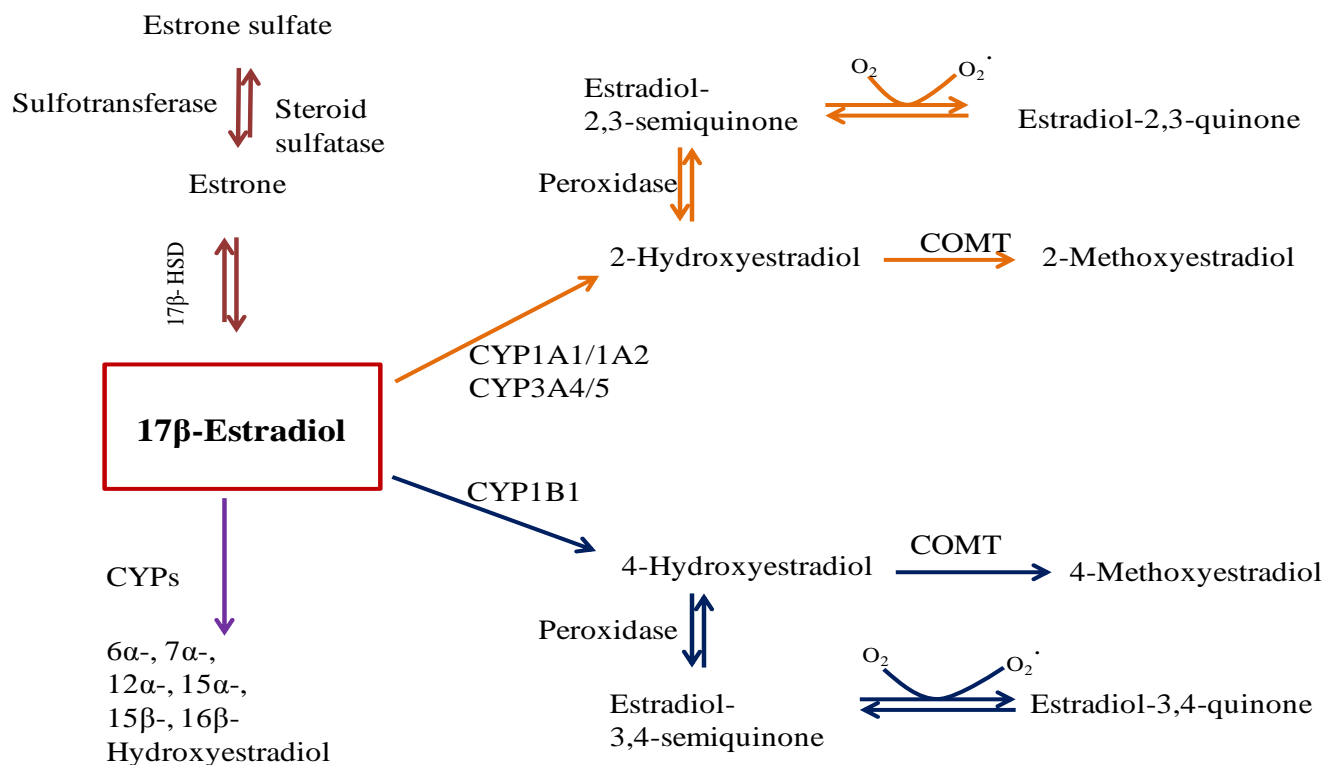 Estrone sulfate
Sulfotransferase
Steroid
sulfatase
Estrone
17β-HSD
17β-Estradiol
CYPs
6α-, 7α-,
12α-, 15α-,
15β-, 16β-
Hydroxyestradiol
CYP1A1/1A2
CYP3A4/5
CYP1B1
Estradiol-
2,3-semiquinone
O₂
O₂˙
Estradiol-2,3-quinone
Peroxidase
2-Hydroxyestradiol
COMT
2-Methoxyestradiol
4-Hydroxyestradiol
COMT
4-Methoxyestradiol
Peroxidase
Estradiol-
3,4-semiquinone
O₂
O₂˙
Estradiol-3,4-quinone